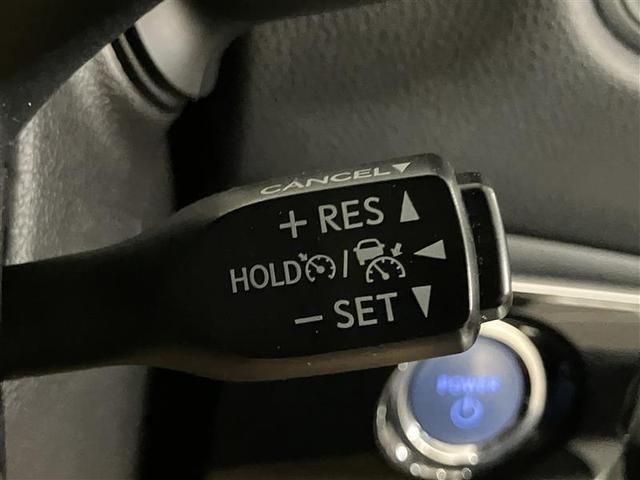 CANCEL▼
+ RES ▲
HOLD / ◀
− SET ▼
POWER